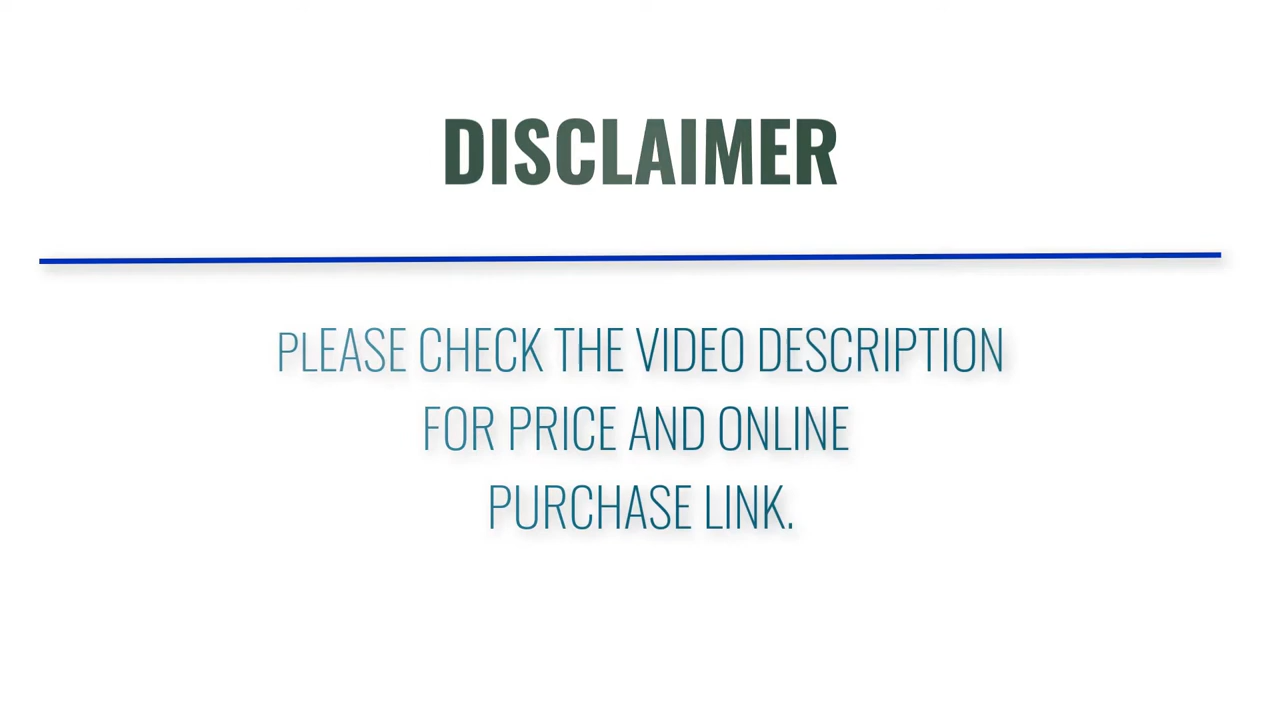 DISCLAIMER
PLEASE CHECK THE VIDEO DESCRIPTION
FOR PRICE AND ONLINE
PURCHASE LINK.